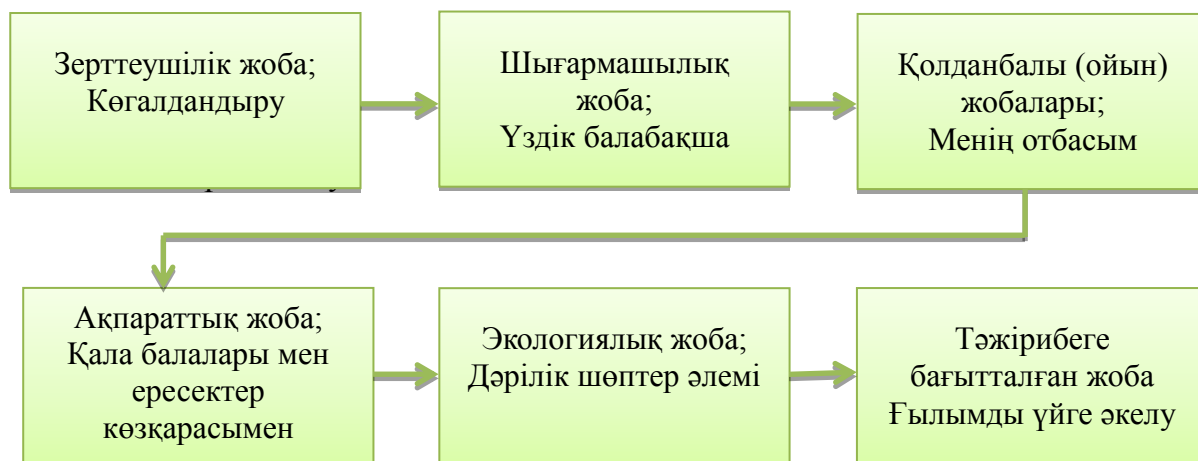 Зерттеушілік жоба;
Көгалдандыру
Шығармашылық
жоба;
Үздік балабақша
Қолданбалы (ойын)
жобалары;
Менің отбасым
Ақпараттық жоба;
Қала балалары мен
ересектер
көзқарасымен
Экологиялық жоба;
Дәрілік шөптер әлемі
Тәжірибеге
бағытталған жоба
Ғылымды үйге әкелу